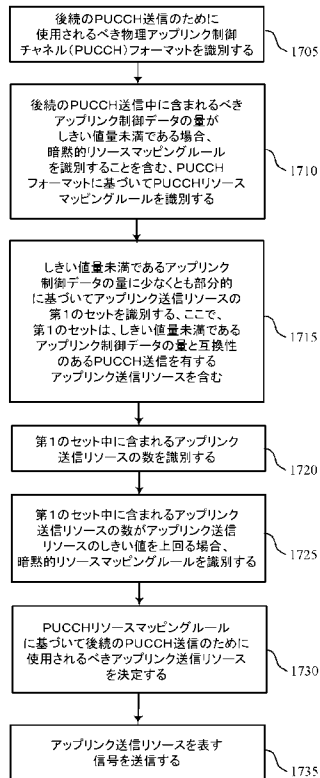 後続のPUCCH送信のために
使用されるべき物理アップリンク制御
チャネル(PUCCH)フォーマットを識別する
1705
後続のPUCCH送信中に含まれるべき
アップリンク制御データの量が
しきい値量未満である場合、
暗黙的リソースマッピングルール
を識別することを含む、PUCCH
フォーマットに基づいてPUCCHリソース
マッピングルールを識別する
1710
しきい値量未満であるアップリンク
制御データの量に少なくとも部分的
に基づいてアップリンク送信リソースの
第1のセットを識別する、ここで、
第1のセットは、しきい値量未満である
アップリンク制御データの量と互換性
のあるPUCCH送信を有する
アップリンク送信リソースを含む
1715
第1のセット中に含まれるアップリンク
送信リソースの数を識別する
1720
第1のセット中に含まれるアップリンク
送信リソースの数がアップリンク送信
リソースのしきい値を上回る場合、
暗黙的リソースマッピングルールを識別する
1725
PUCCHリソースマッピングルール
に基づいて後続のPUCCH送信のために
使用されるべきアップリンク送信リソース
を決定する
1730
アップリンク送信リソースを表す
信号を送信する
1735